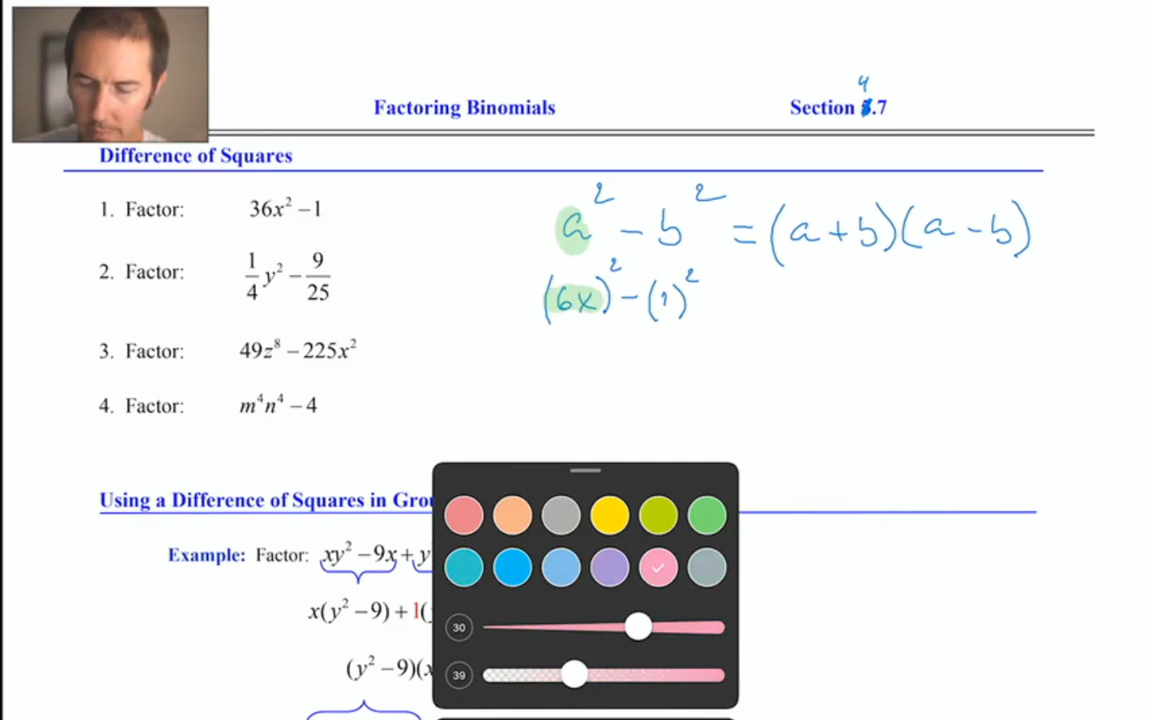 4
Factoring Binomials Section .7
Difference of Squares
1. Factor: 36x² – 1
a² - b² = (a + b)(a - b)
2. Factor: 1/4 y² – 9/25
(6x)² - (1)²
3. Factor: 49z⁸ – 225x²
4. Factor: m⁴n⁴ – 4
Using a Difference of Squares in
Example: Factor: xy² – 9x + y
x(y² – 9) + 1(
(y² – 9)(
30
39